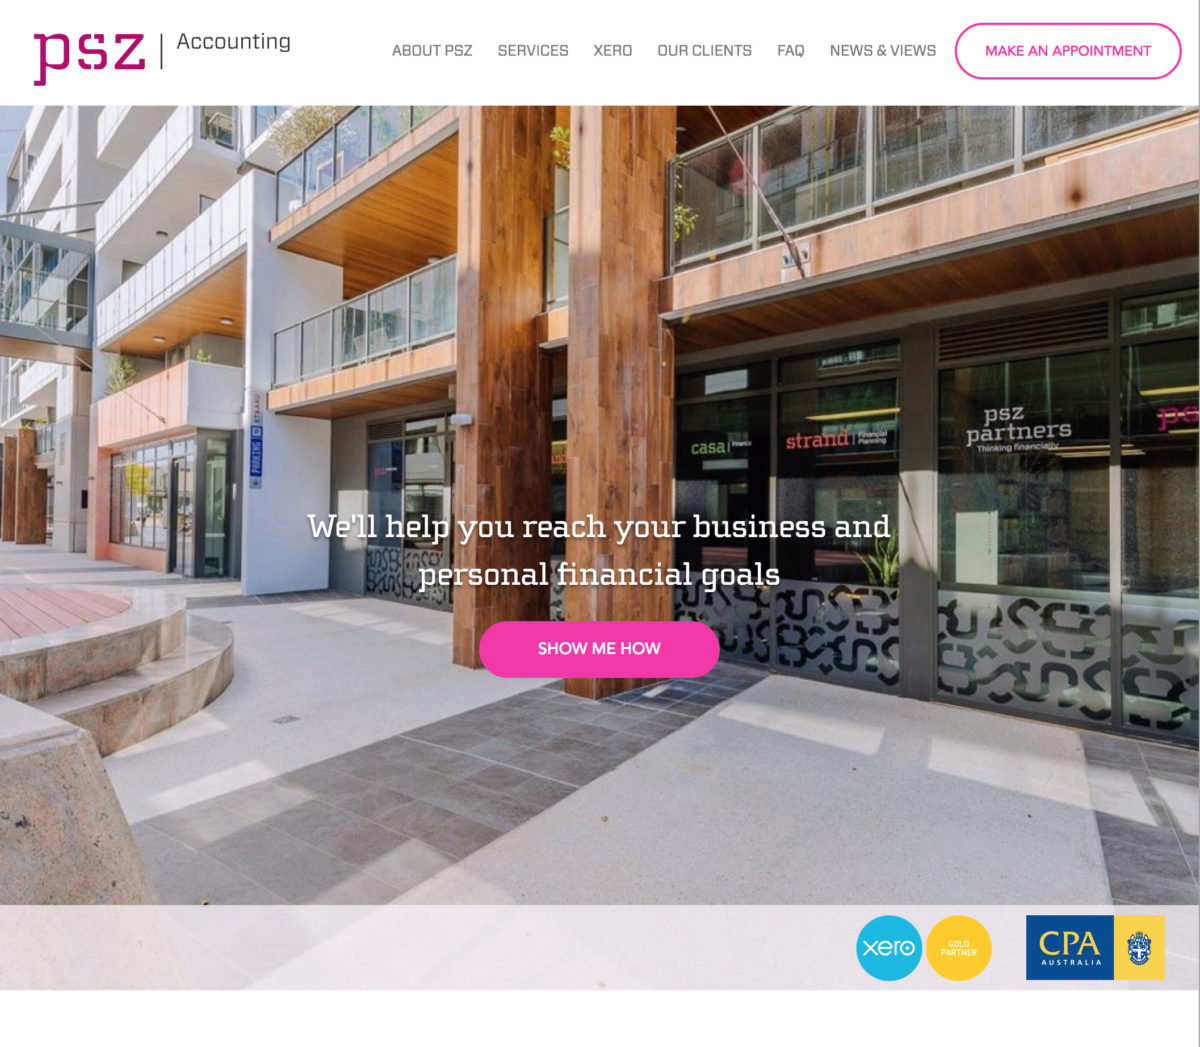 psz | Accounting
ABOUT PSZ
SERVICES
XERO
OUR CLIENTS
FAQ
NEWS & VIEWS
MAKE AN APPOINTMENT
STRAND
PARKING
psz
casa | Finance
strand | Financial Planning
psz
partners
Thinking financially
ps
We'll help you reach your business and
personal financial goals
SHOW ME HOW
xero
GOLD
PARTNER
CPA
AUSTRALIA